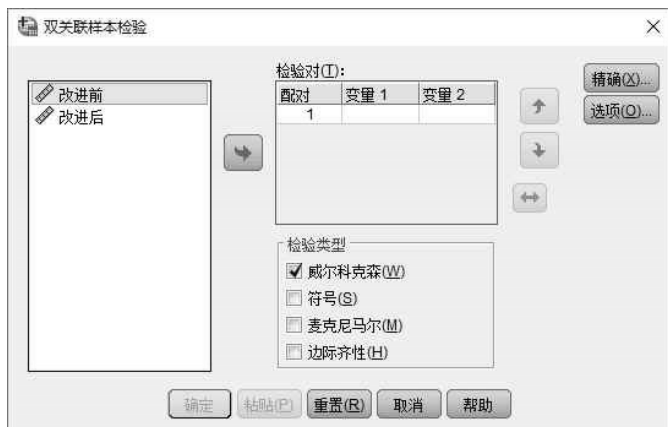 双关联样本检验
改进前
改进后
检验对(T):
配对 变量 1 变量 2
1
精确(X)...
选项(O)...
检验类型
威尔科克森(W)
符号(S)
麦克尼马尔(M)
边际齐性(H)
确定 粘贴(P) 重置(R) 取消 帮助